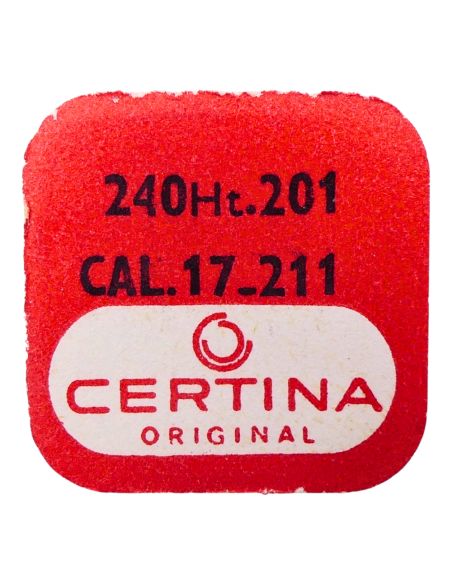 240Ht.201
CAL.17-211
CERTINA
ORIGINAL